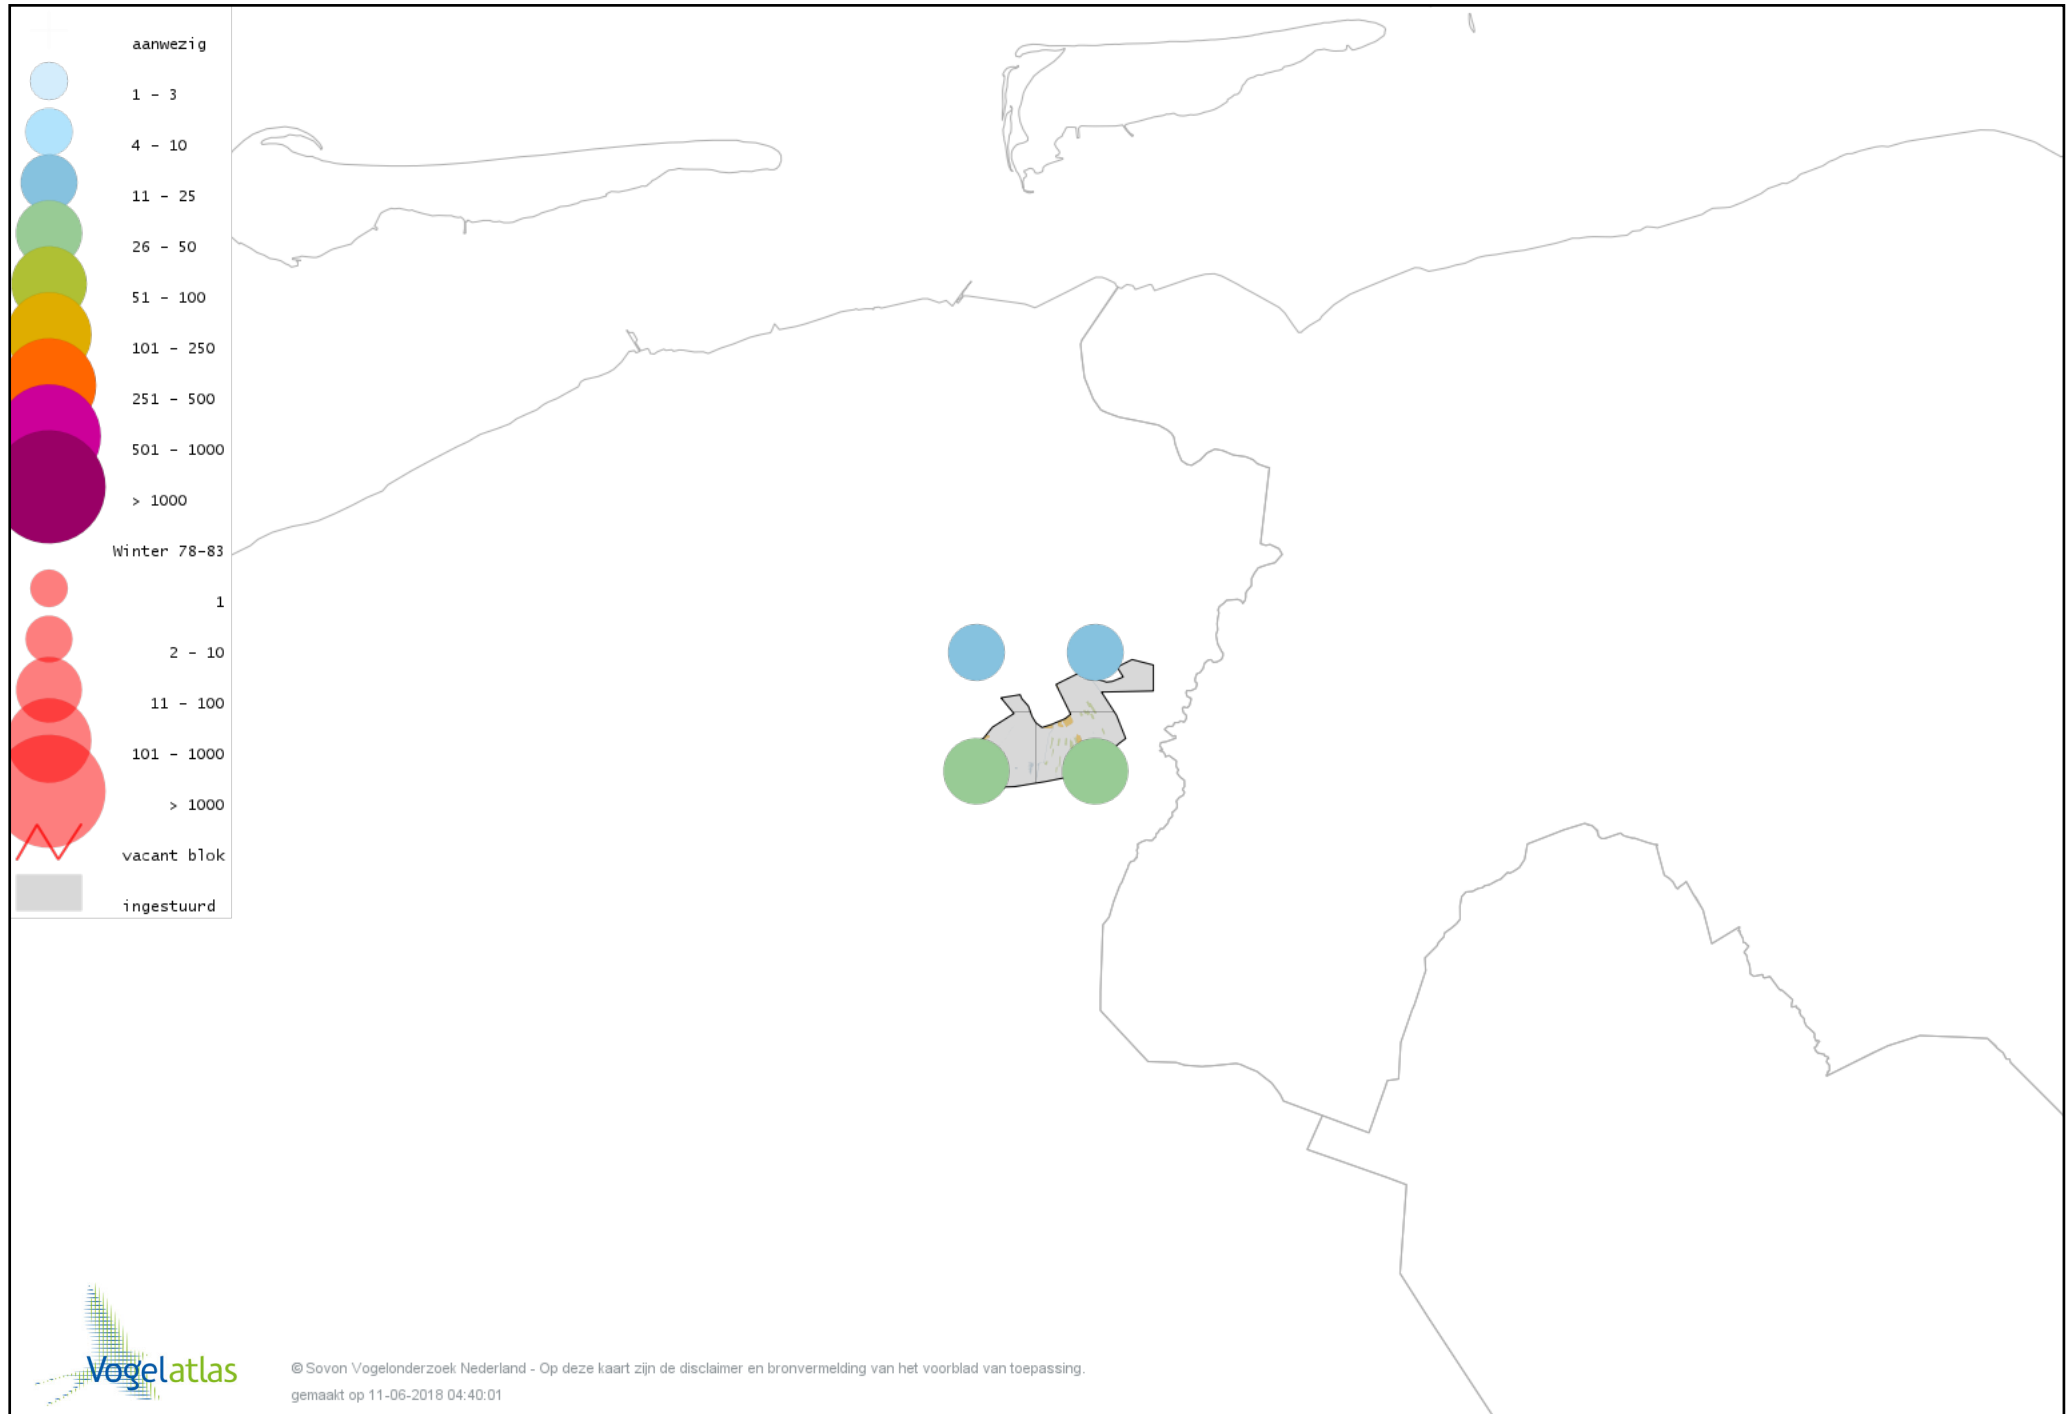 aanwezig
1 - 3
4 - 10
11 - 25
26 - 50
51 - 100
101 - 250
251 - 500
501 - 1000
> 1000
Winter 78-83
1
2 - 10
11 - 100
101 - 1000
> 1000
vacant blok
ingestuurd
Vogelatlas
© Sovon Vogelonderzoek Nederland - Op deze kaart zijn de disclaimer en bronvermelding van het voorblad van toepassing.
gemaakt op 11-06-2018 04:40:01